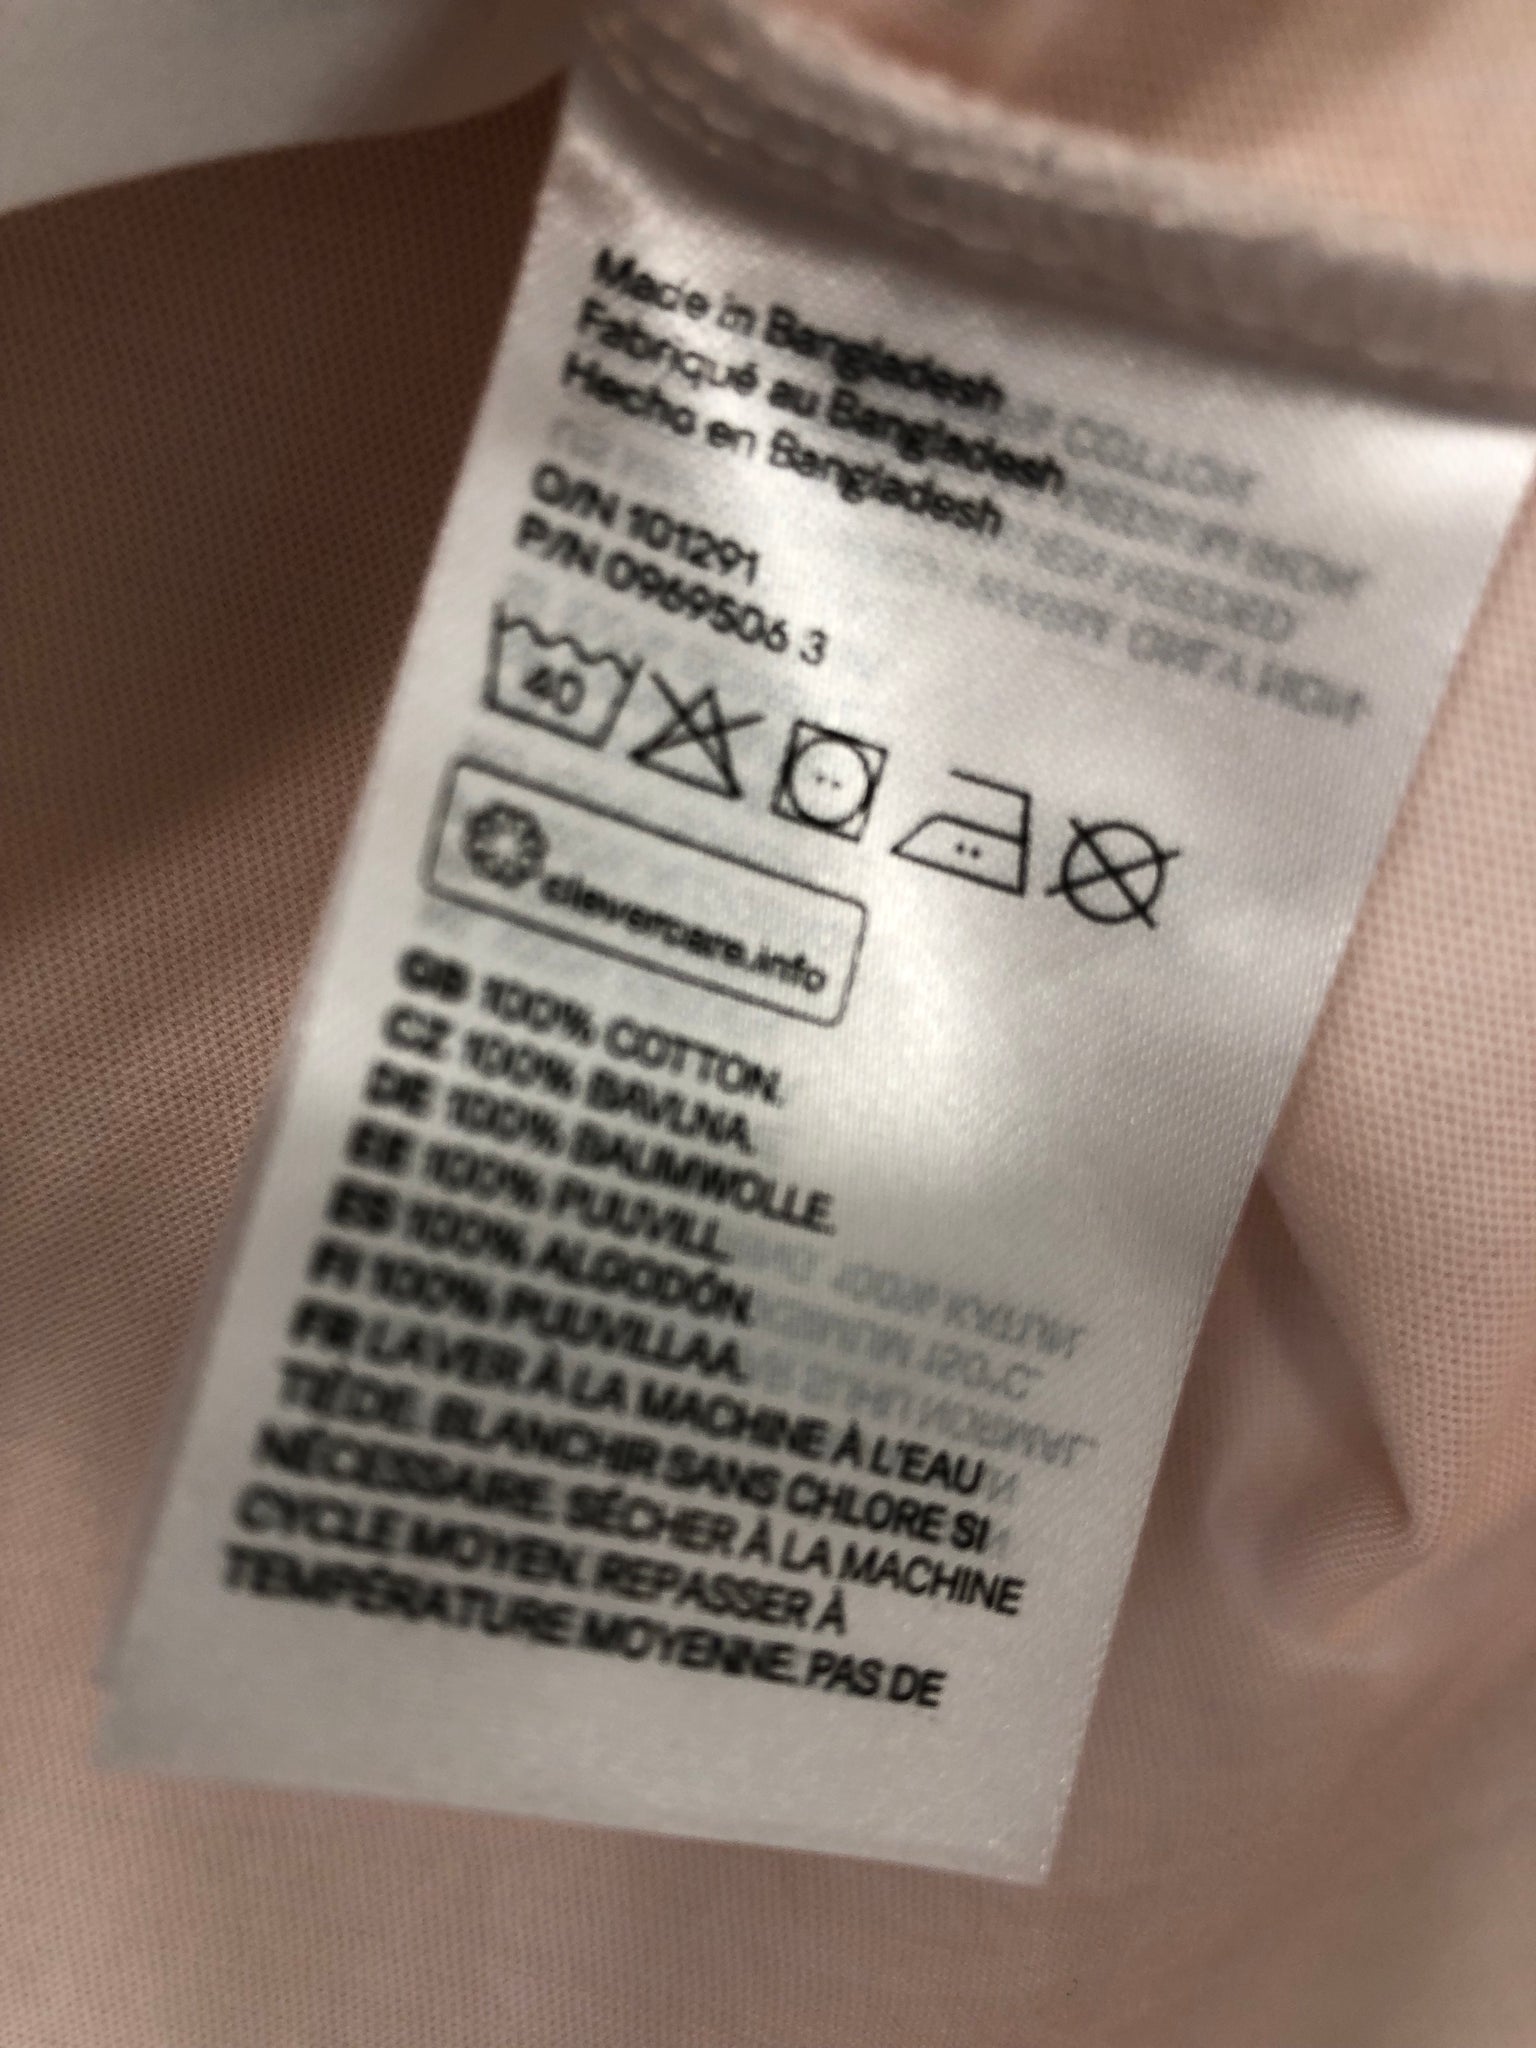 Made in Bangladesh
Fabriqué au Bangladesh
Hecho en Bangladesh
O/N 101291
P/N 0969506 3
40
clevercare.info
GB 100% COTTON.
CZ 100% BAVLNA.
DE 100% BAUMWOLLE.
EE 100% PUUVILL.
ES 100% ALGODÓN.
FI 100% PUUVILLAA.
FR LAVER À LA MACHINE À L'EAU
TIÉDE. BLANCHIR SANS CHLORE SI
NÉCESSAIRE. SÉCHER À LA MACHINE
CYCLE MOYEN. REPASSER À
TEMPÉRATURE MOYENNE. PAS DE